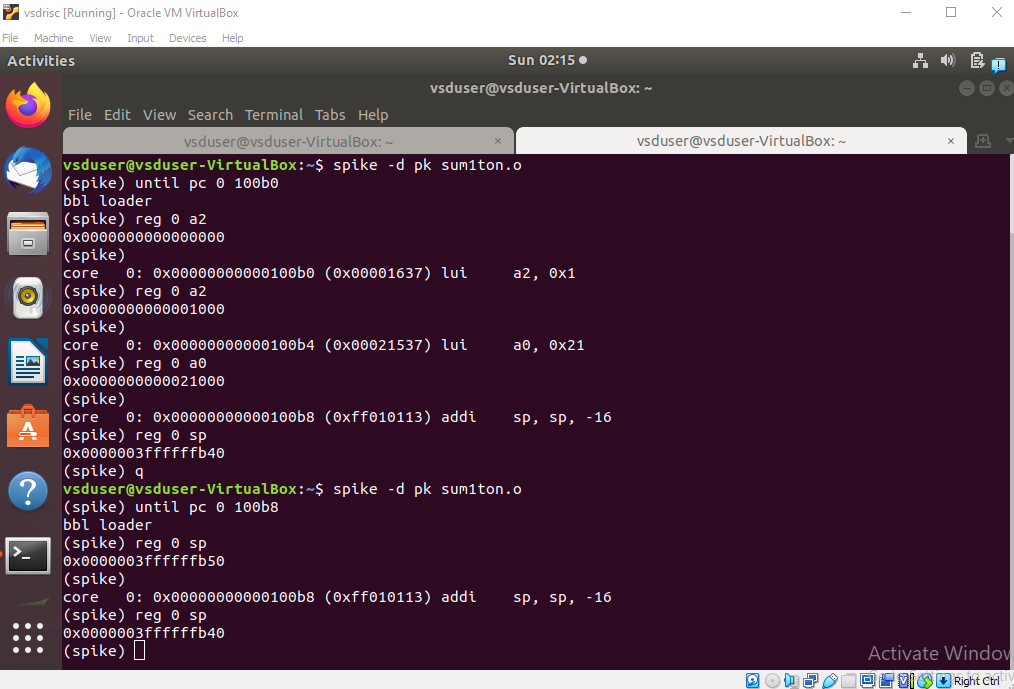 vsdrisc [Running] - Oracle VM VirtualBox
File Machine View Input Devices Help
Activities
Sun 02:15
vsduser@vsduser-VirtualBox: ~
File Edit View Search Terminal Tabs Help
vsduser@vsduser-VirtualBox: ~ × vsduser@vsduser-VirtualBox: ~ ×
vsduser@vsduser-VirtualBox:~$ spike -d pk sum1ton.o
(spike) until pc 0 100b0
bbl loader
(spike) reg 0 a2
0x0000000000000000
(spike)
core   0: 0x00000000000100b0 (0x00001637) lui     a2, 0x1
(spike) reg 0 a2
0x0000000000001000
(spike)
core   0: 0x00000000000100b4 (0x00021537) lui     a0, 0x21
(spike) reg 0 a0
0x0000000000021000
(spike)
core   0: 0x00000000000100b8 (0xff010113) addi    sp, sp, -16
(spike) reg 0 sp
0x0000003ffffffb40
(spike) q
vsduser@vsduser-VirtualBox:~$ spike -d pk sum1ton.o
(spike) until pc 0 100b8
bbl loader
(spike) reg 0 sp
0x0000003ffffffb50
(spike)
core   0: 0x00000000000100b8 (0xff010113) addi    sp, sp, -16
(spike) reg 0 sp
0x0000003ffffffb40
(spike)
Activate Window
Right Ctrl